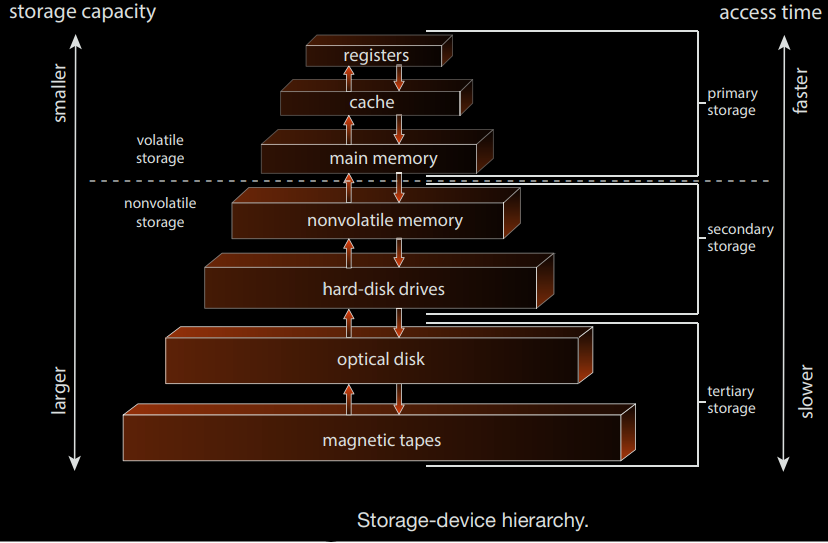 storage capacity
access time
smaller
larger
faster
slower
registers
cache
main memory
nonvolatile memory
hard-disk drives
optical disk
magnetic tapes
volatile
storage
nonvolatile
storage
primary
storage
secondary
storage
tertiary
storage
Storage-device hierarchy.